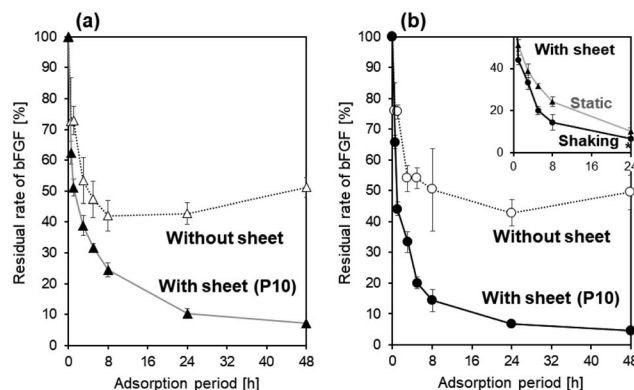 (a)
Residual rate of bFGF [%]
100
90
80
70
60
50
40
30
20
10
0
Without sheet
With sheet (P10)
0 8 16 24 32 40 48
Adsorption period [h]
(b)
Residual rate of bFGF [%]
100
90
80
70
60
50
40
30
20
10
0
With sheet
Static
Shaking
*
40
20
0
0 8 16 24
Without sheet
With sheet (P10)
0 8 16 24 32 40 48
Adsorption period [h]